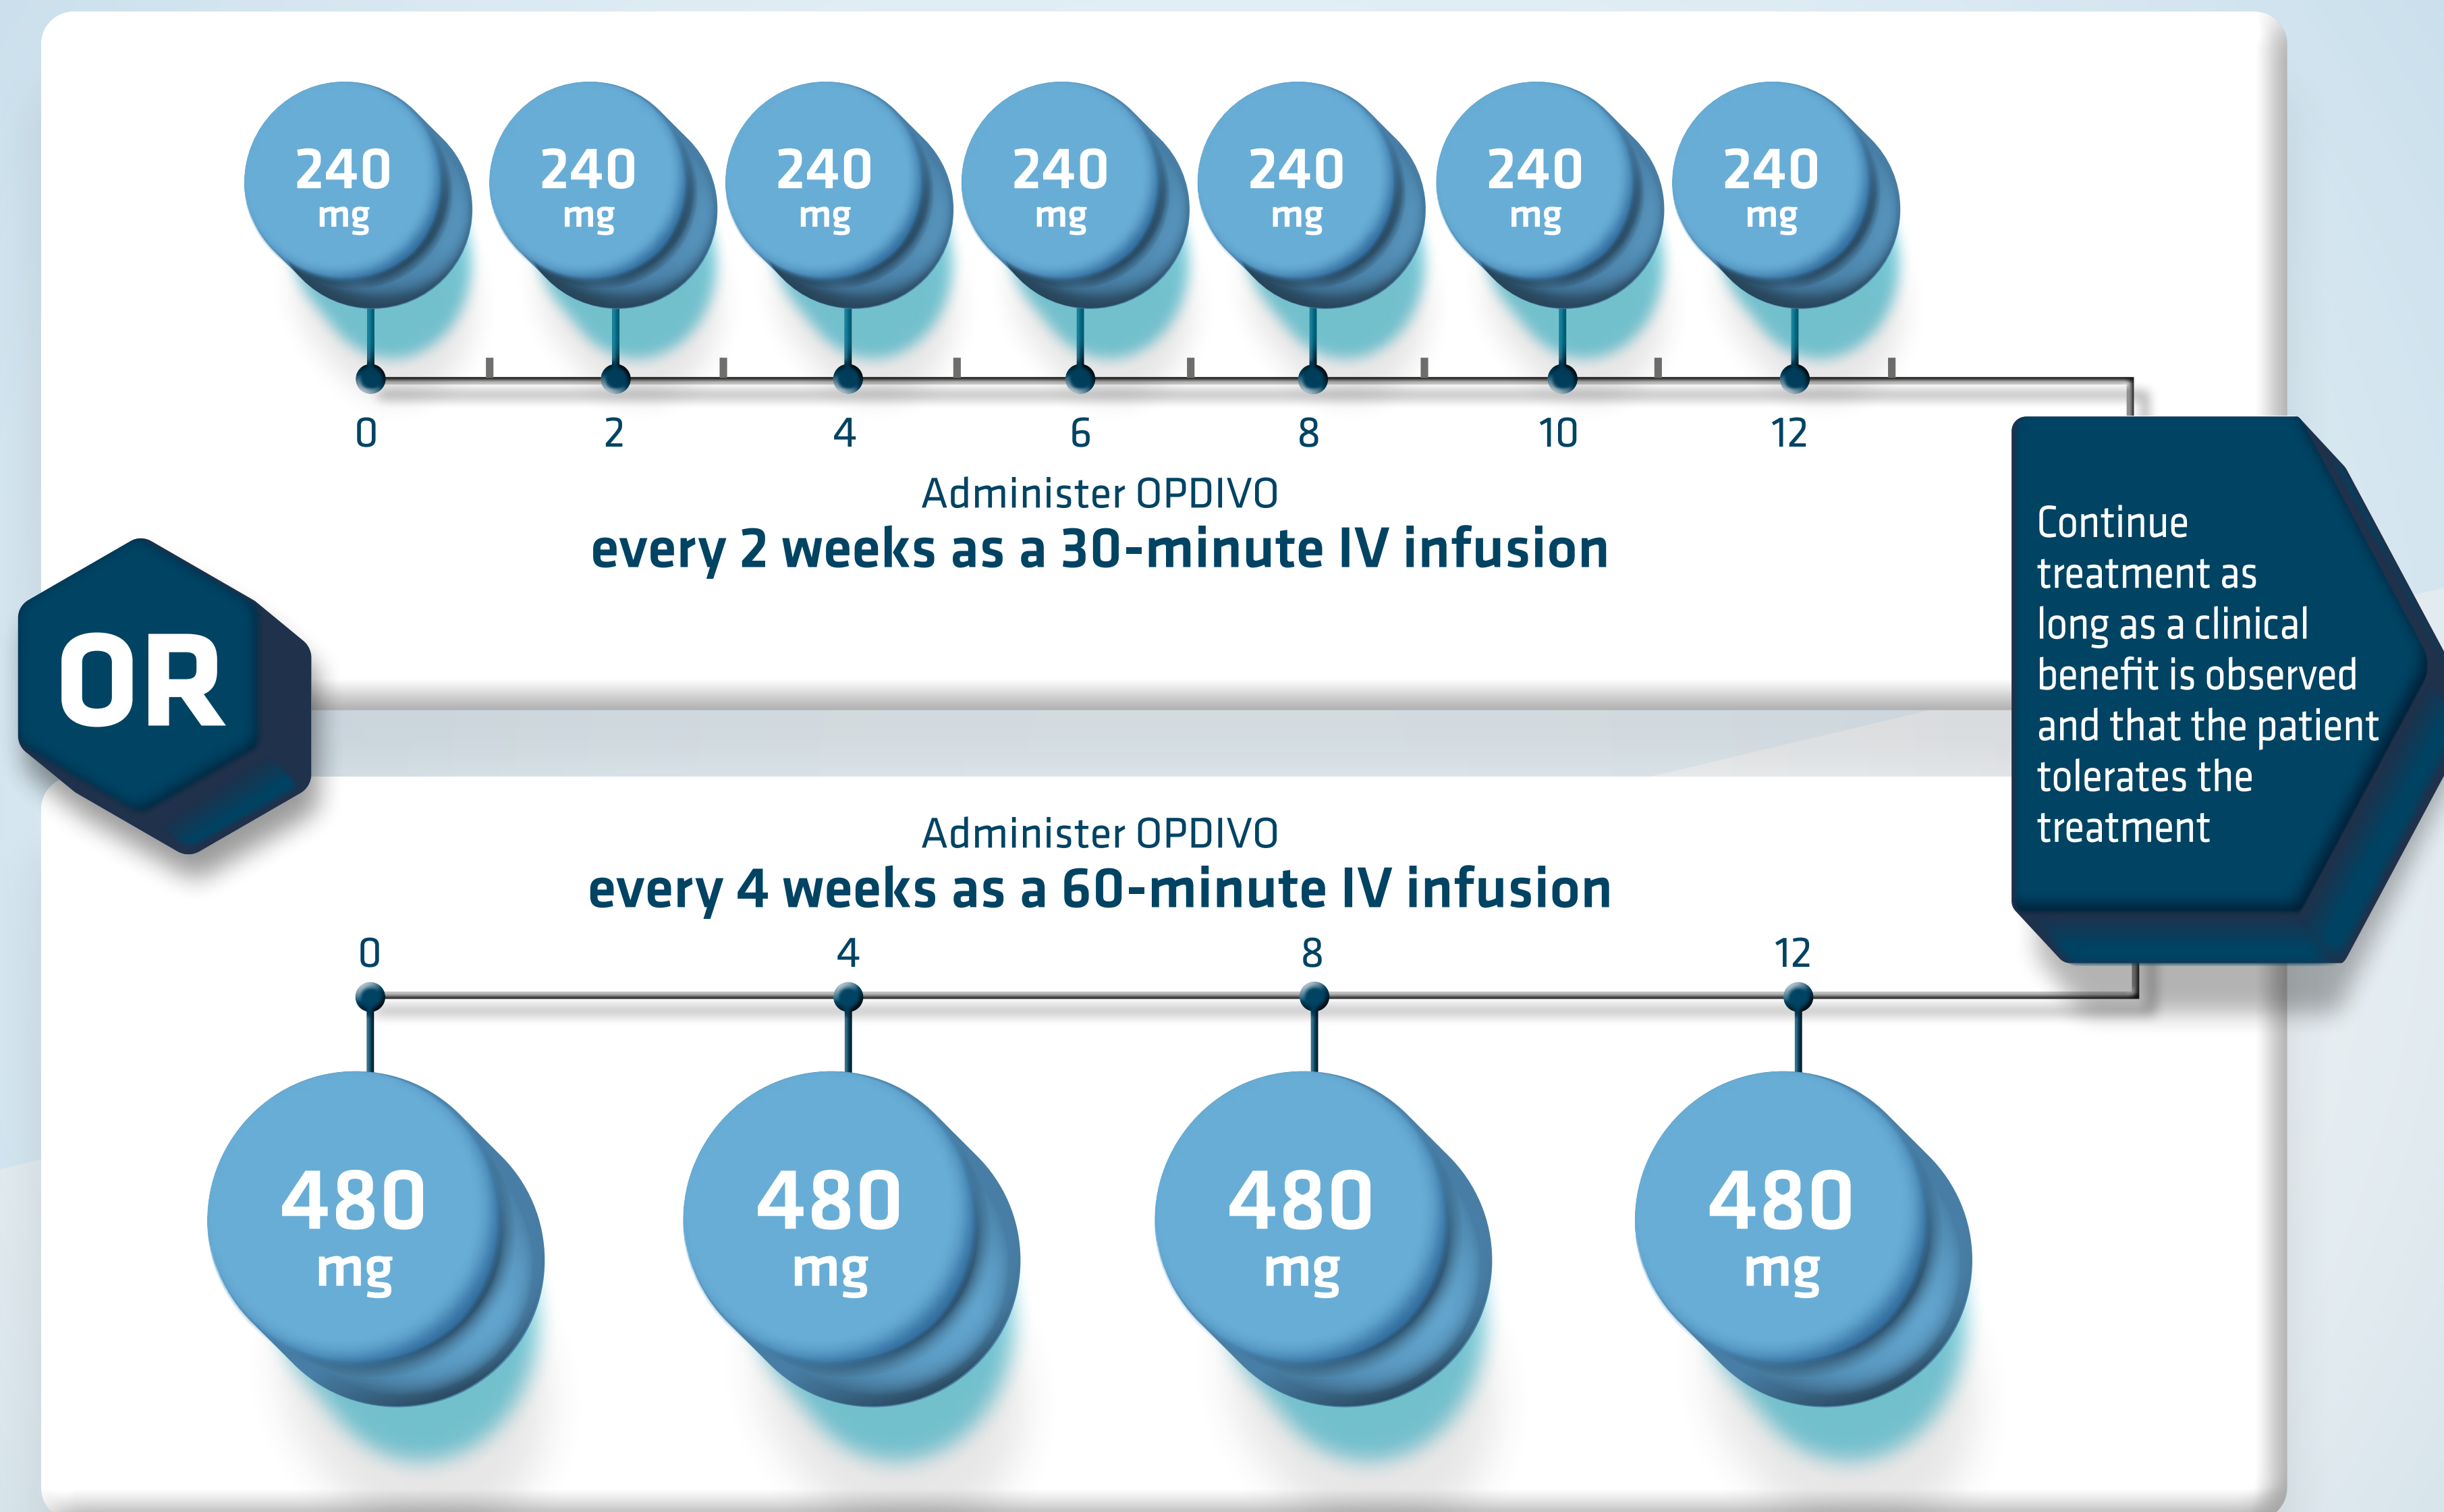 240 mg 240 mg 240 mg 240 mg 240 mg 240 mg 240 mg
0 2 4 6 8 10 12
Administer OPDIVO
every 2 weeks as a 30-minute IV infusion
OR
Continue
treatment as
long as a clinical
benefit is observed
and that the patient
tolerates the
treatment
Administer OPDIVO
every 4 weeks as a 60-minute IV infusion
0 4 8 12
480 mg 480 mg 480 mg 480 mg